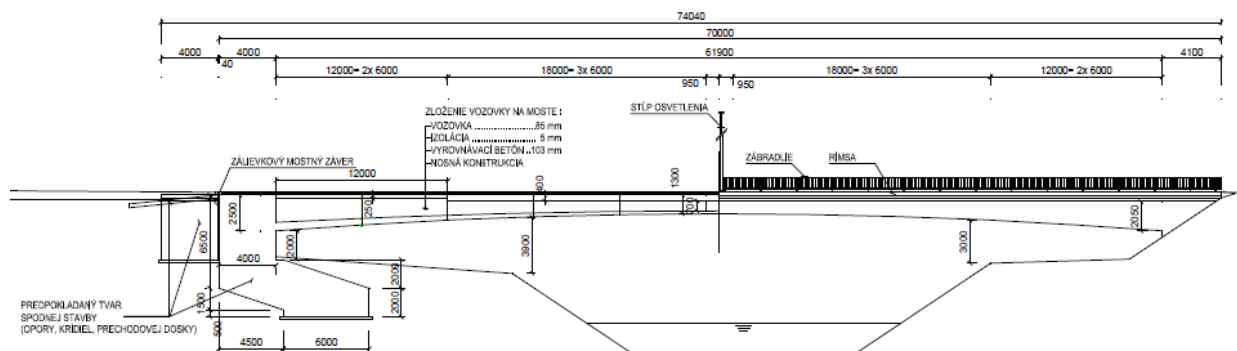 74040
70000
4000
4000
61900
4100
40
12000= 2x 6000
18000= 3x 6000
950
950
18000= 3x 6000
12000= 2x 6000
ZLOŽENIE VOZOVKY NA MOSTE :
VOZOVKA ...............85 mm
IZOLÁCIA ................. 5 mm
VYROVNÁVACÍ BETÓN ..103 mm
NOSNÁ KONŠTRUKCIA
STĹP OSVETLENIA
ZÁBRADLIE
RÍMSA
ZÁLIEVKOVÝ MOSTNÝ ZÁVER
12000
400
1300
250
700
2500
2050
6500
2000
3900
3000
4000
2000
2000
1500
500
PREDPOKLADANÝ TVAR
SPODNEJ STAVBY
(OPORY, KRÍDIEL, PRECHODOVEJ DOSKY)
4500
6000